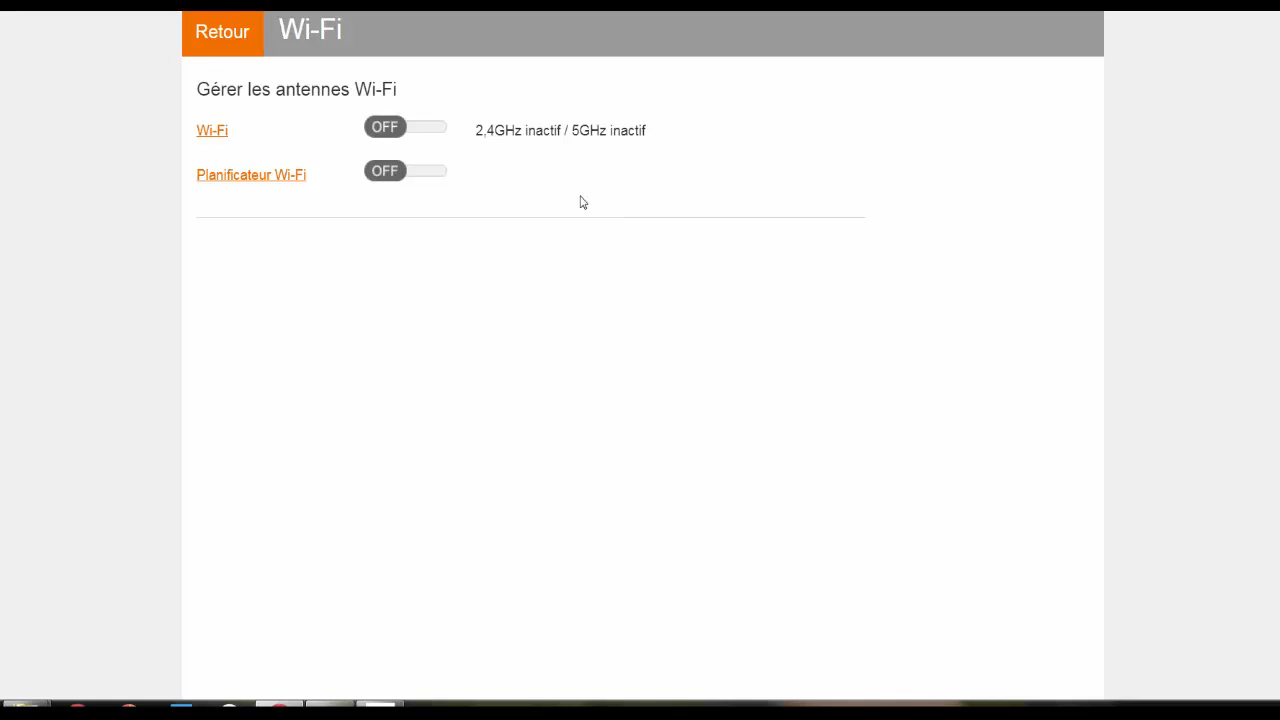 Retour Wi-Fi
Gérer les antennes Wi-Fi
Wi-Fi OFF 2,4GHz inactif / 5GHz inactif
Planificateur Wi-Fi OFF